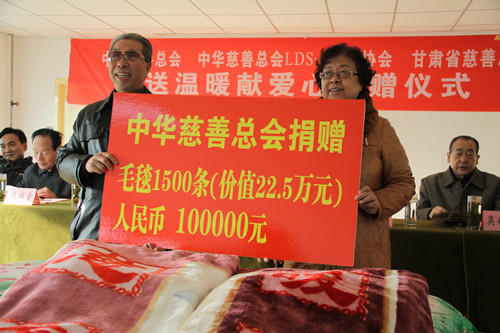 中 总会 中华慈善总会LDS 协会 甘肃省慈善总
送温暖献爱心 赠仪式
中华慈善总会捐赠
毛毯1500条(价值22.5万元)
人民币 100000元